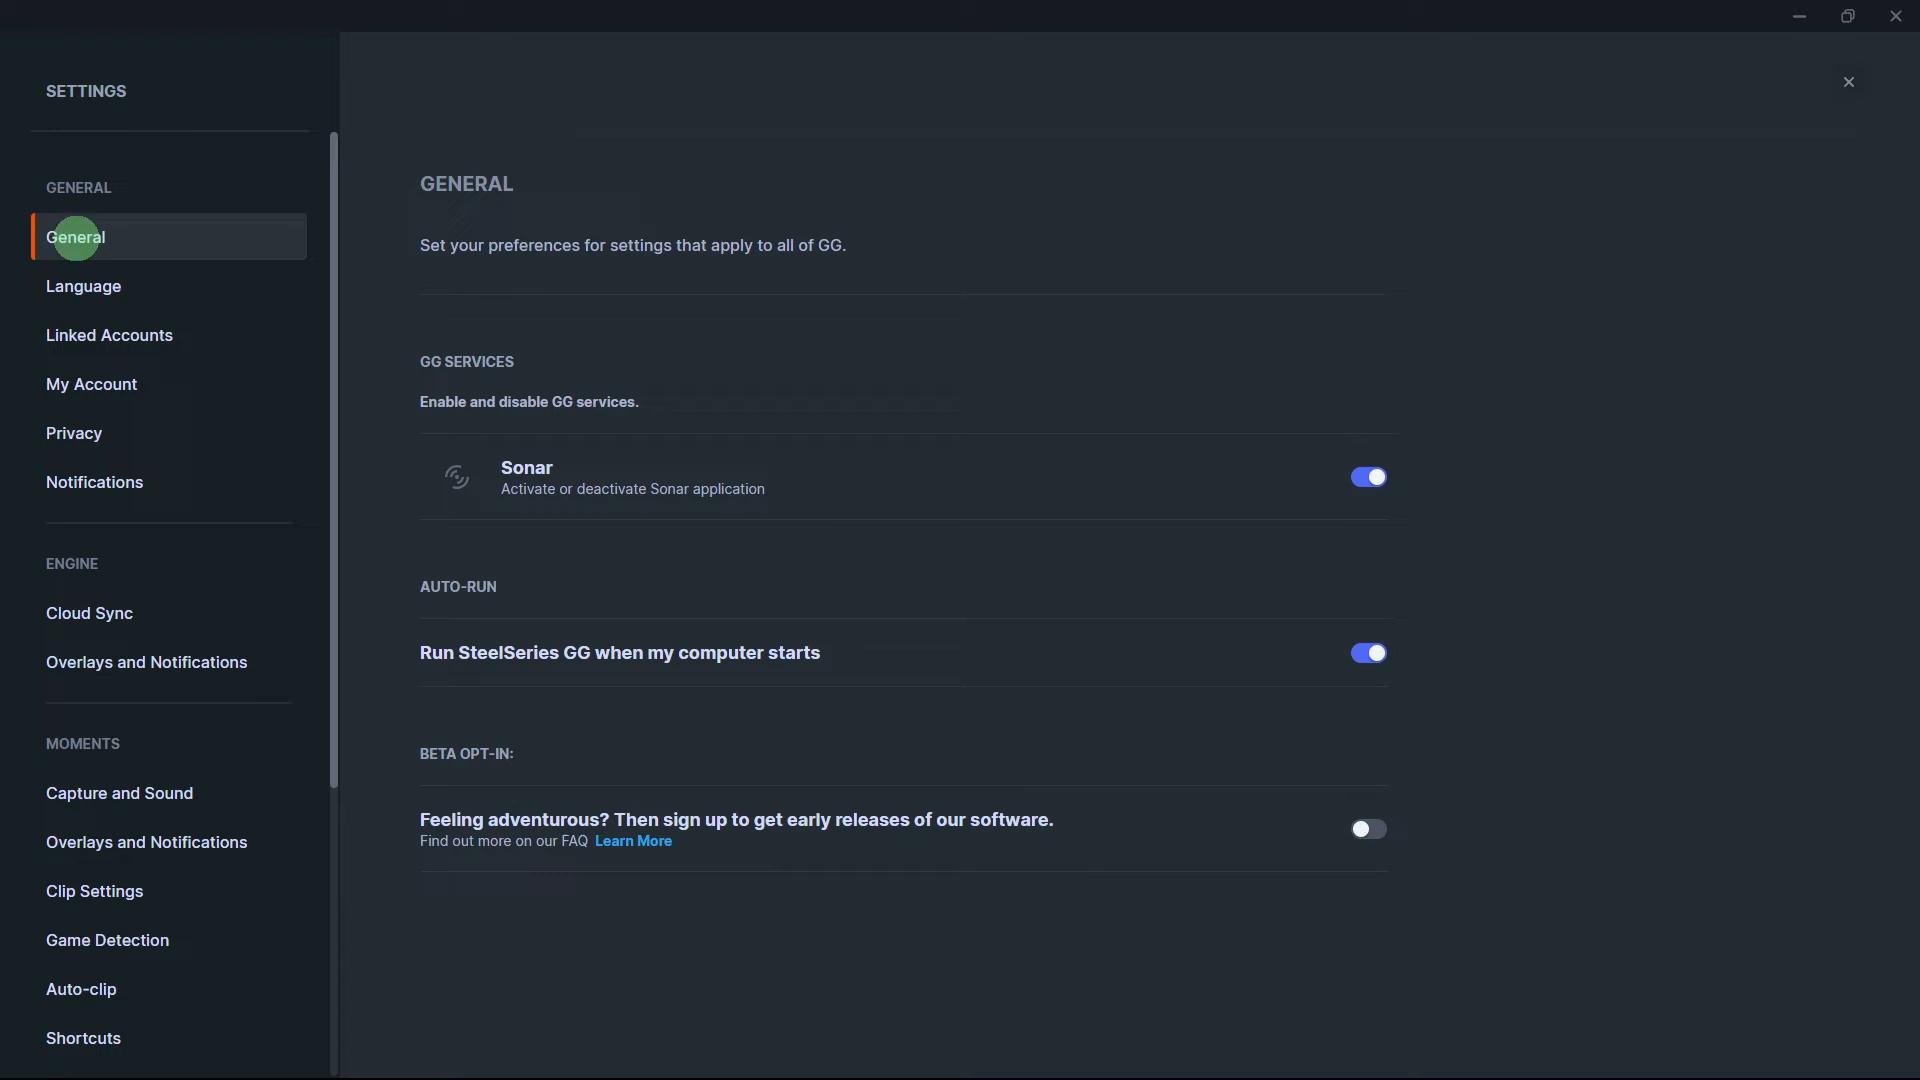 SETTINGS
GENERAL
General
Language
Linked Accounts
My Account
Privacy
Notifications
ENGINE
Cloud Sync
Overlays and Notifications
MOMENTS
Capture and Sound
Overlays and Notifications
Clip Settings
Game Detection
Auto-clip
Shortcuts
GENERAL
Set your preferences for settings that apply to all of GG.
GG SERVICES
Enable and disable GG services.
Sonar
Activate or deactivate Sonar application
AUTO-RUN
Run SteelSeries GG when my computer starts
BETA OPT-IN:
Feeling adventurous? Then sign up to get early releases of our software.
Find out more on our FAQ Learn More